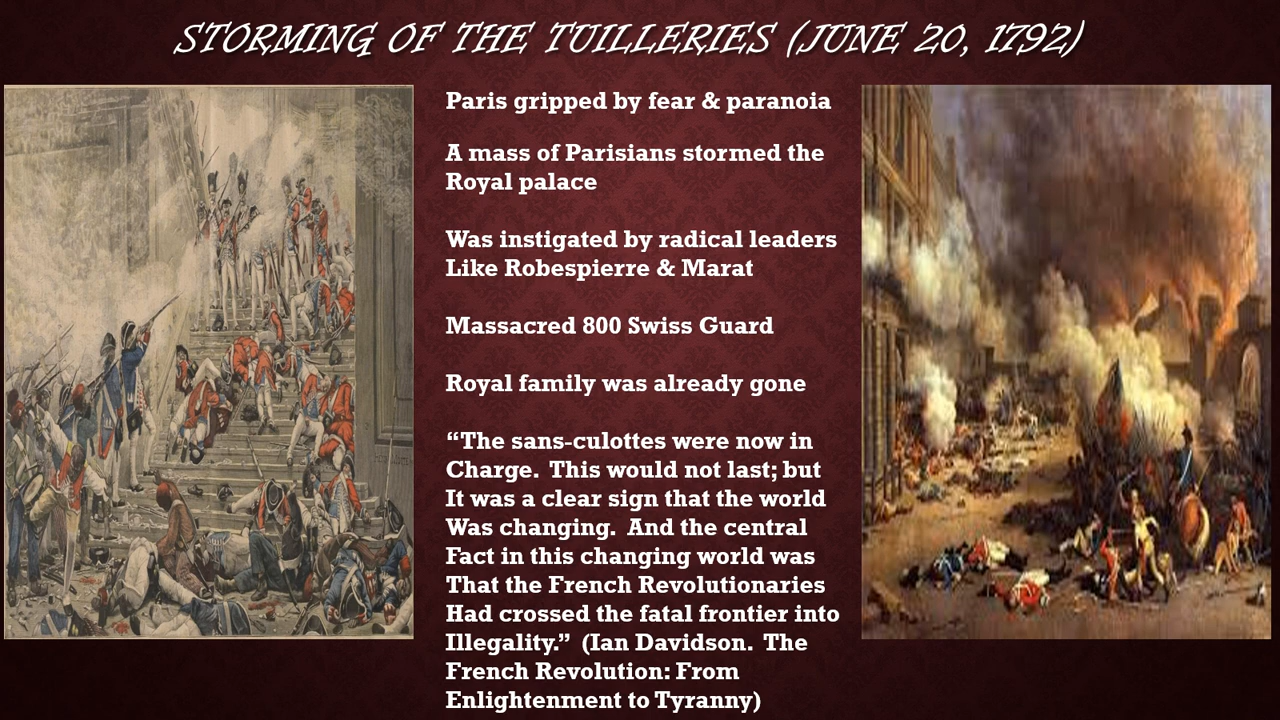 STORMING OF THE TUILLERIES (JUNE 20, 1792)
Paris gripped by fear & paranoia
A mass of Parisians stormed the
Royal palace
Was instigated by radical leaders
Like Robespierre & Marat
Massacred 800 Swiss Guard
Royal family was already gone
“The sans-culottes were now in
Charge.  This would not last; but
It was a clear sign that the world
Was changing.  And the central
Fact in this changing world was
That the French Revolutionaries
Had crossed the fatal frontier into
Illegality.”  (Ian Davidson.  The
French Revolution: From
Enlightenment to Tyranny)